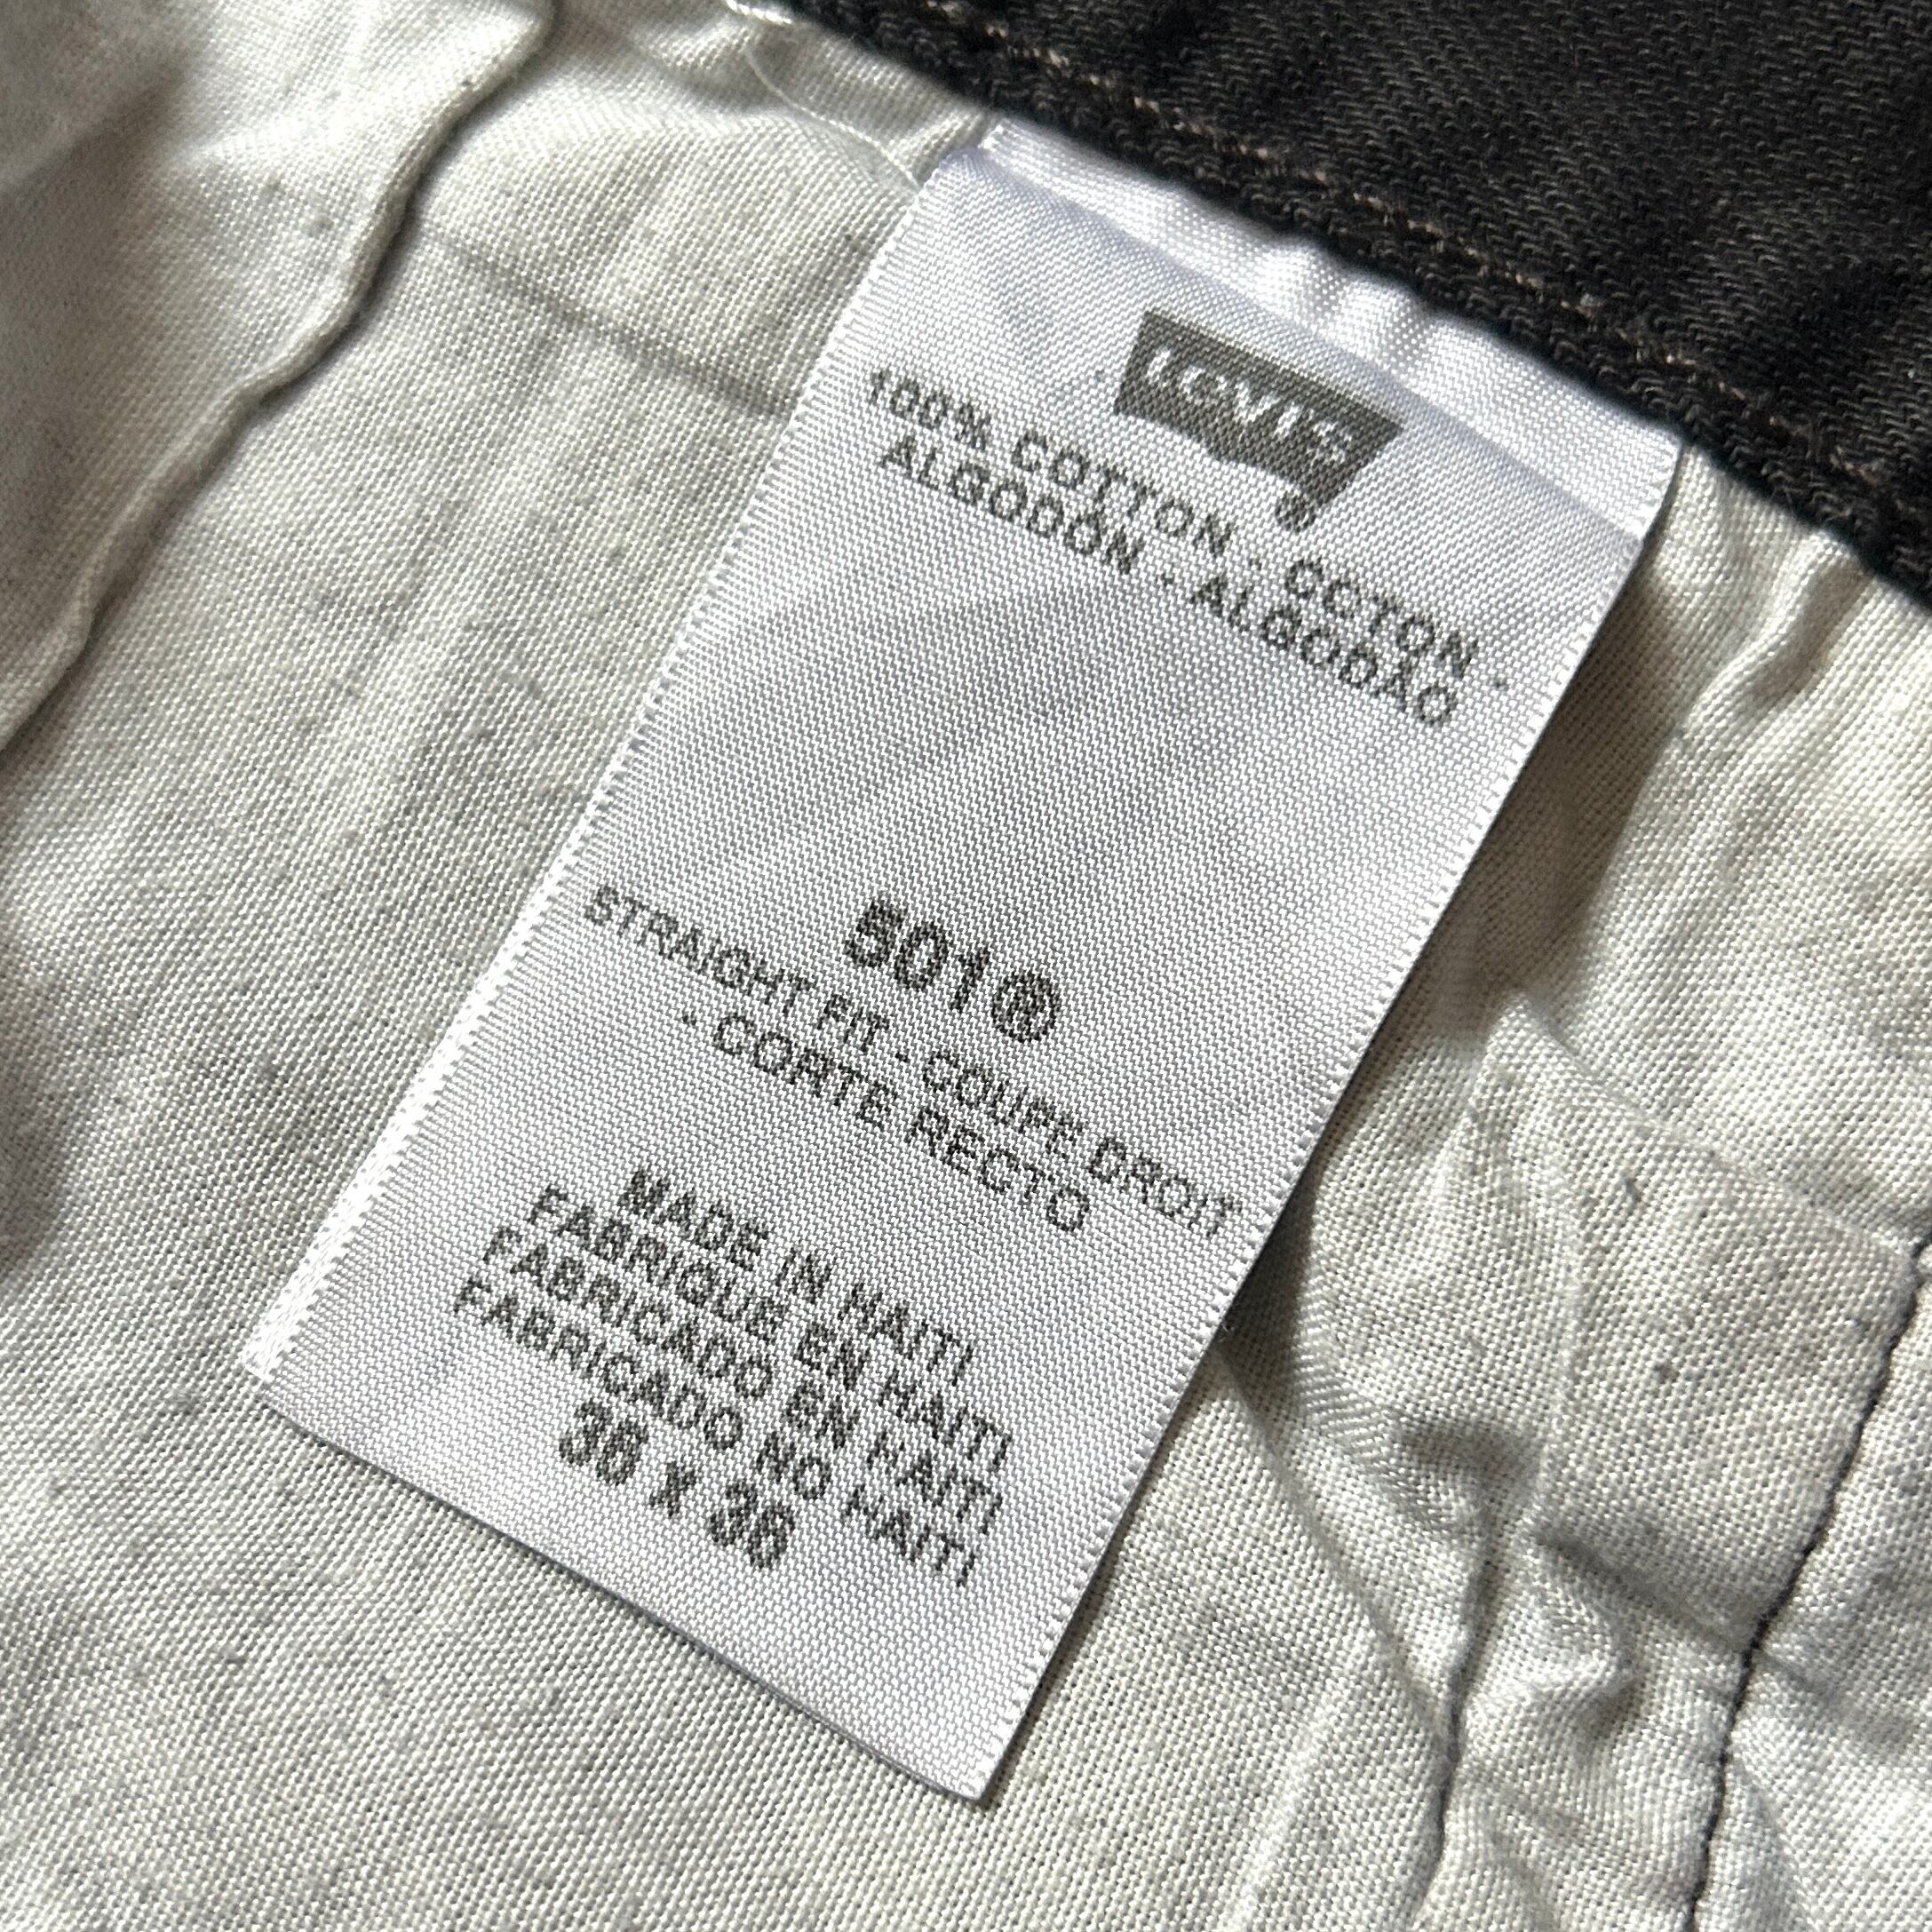 Levi's
®
100% COTTON - COTON -
ALGODÓN - ALGODÃO
501®
STRAIGHT FIT - COUPE DROIT
- CORTE RECTO
MADE IN HAITI
FABRIQUE EN HAITI
FABRICADO EN HAITI
FABRICADO NO HAITI
36 x 36